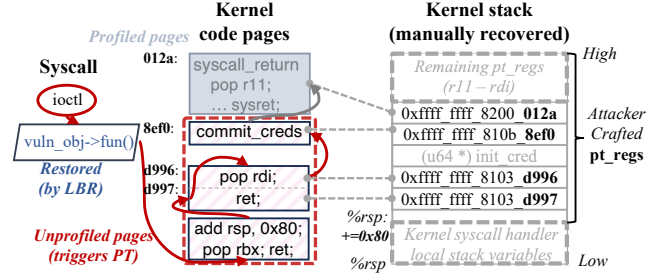 Kernel
code pages
Kernel stack
(manually recovered)
Profiled pages
012a:
syscall_return
pop r11;
... sysret;
High
Remaining pt_regs
(r11 – rdi)
Syscall
ioctl
vuln_obj->fun()
Restored
(by LBR)
8ef0:
commit_creds
0xffff_ffff_8200_012a
0xffff_ffff_810b_8ef0
(u64 *) init_cred
0xffff_ffff_8103_d996
0xffff_ffff_8103_d997
Attacker
Crafted
pt_regs
d996:
d997:
pop rdi;
ret;
Unprofiled pages
(triggers PT)
add rsp, 0x80;
pop rbx; ret;
%rsp:
+=0x80
%rsp
Kernel syscall handler
local stack variables
Low